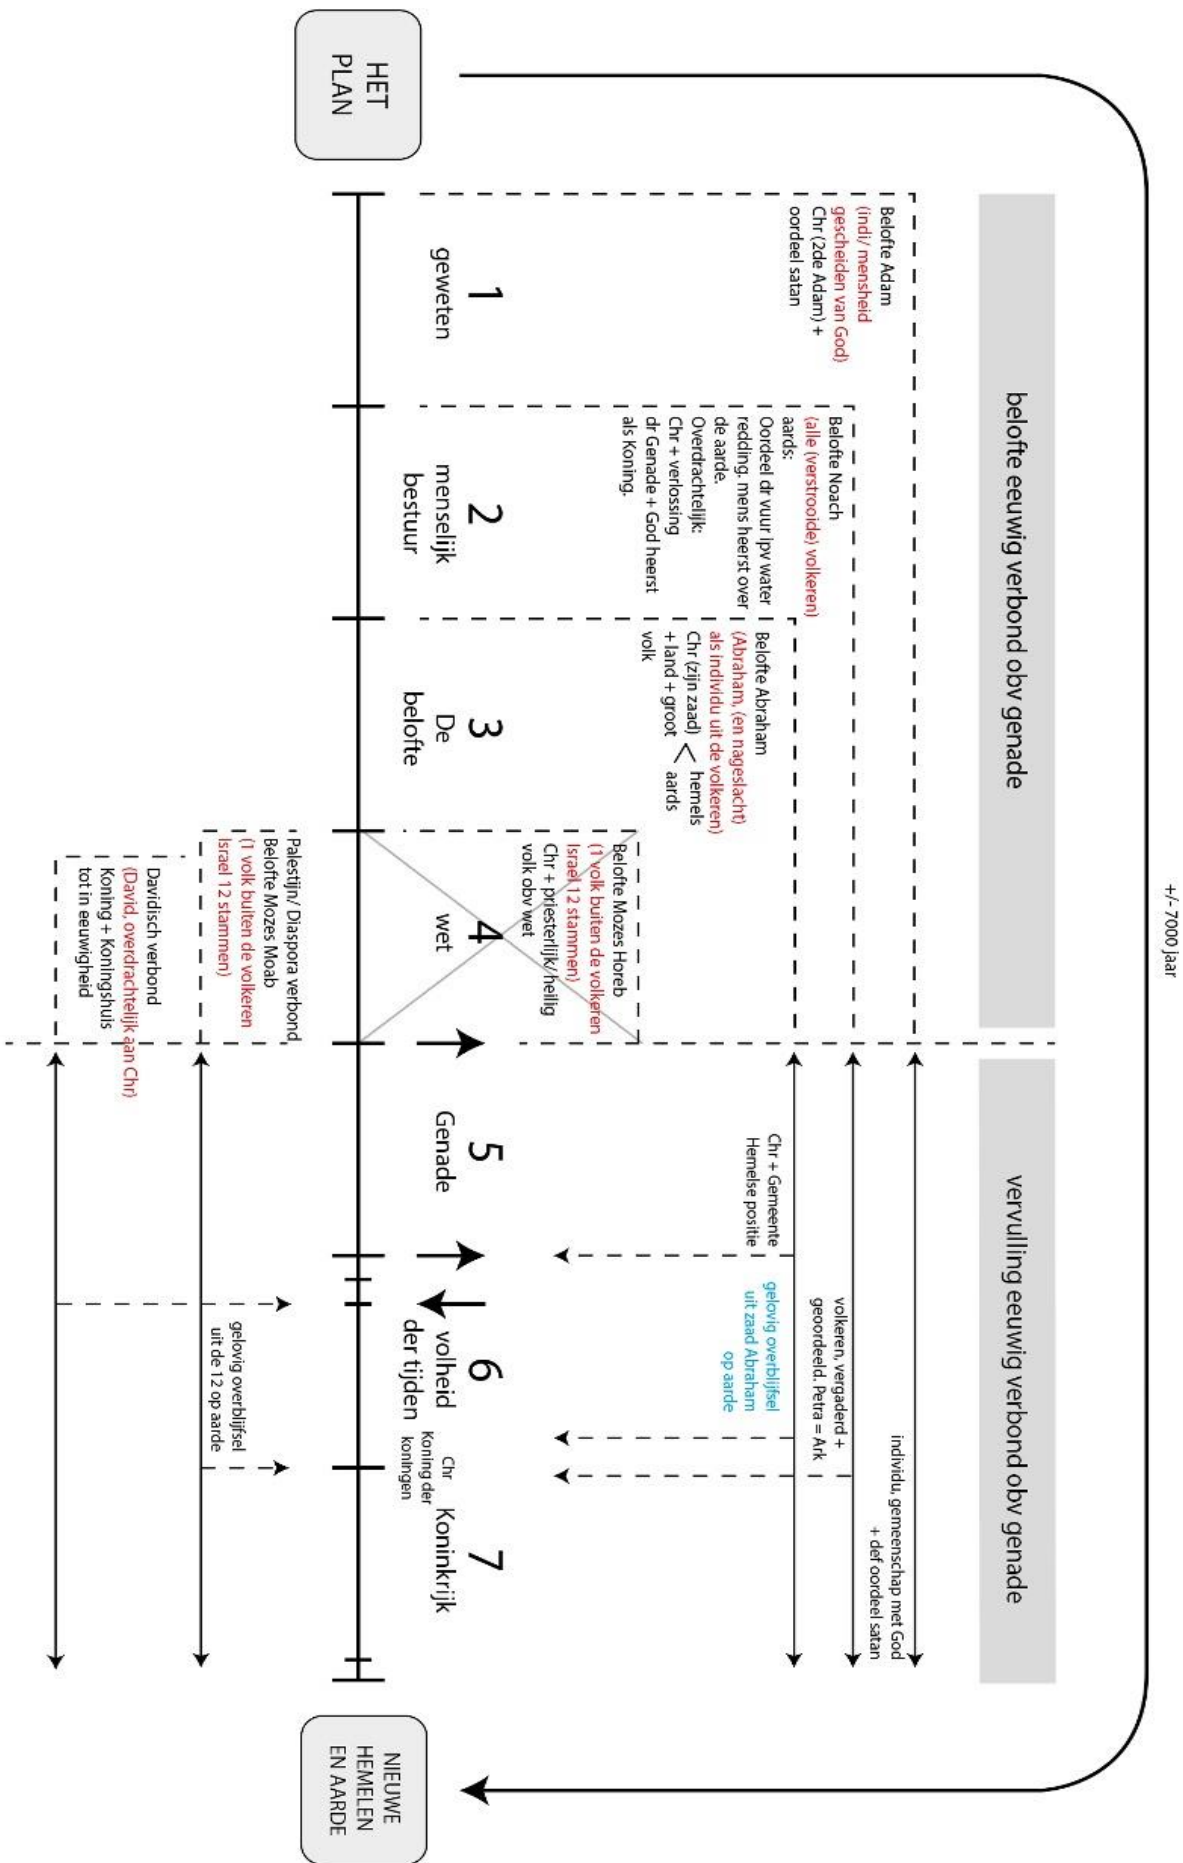 +/- 7000 jaar
belofte eeuwig verbond obv genade
vervulling eeuwig verbond obv genade
HET
PLAN
Belofte Adam
(indi/ mensheid
gescheiden van God)
Chr (2de Adam) +
oordeel satan
Belofte Noach
(alle (verstrooide) volkeren)
aards:
Oordeel dr vuur ipv water
redding. mens heerst over
de aarde.
Overdrachtelijk:
Chr + verlossing
dr Genade + God heerst
als Koning.
Belofte Abraham
(Abraham, (en nageslacht)
als individu uit de volkeren)
Chr (zijn zaad) < hemels
+ land + groot aards
volk
Belofte Mozes Horeb
(1 volk buiten de volkeren
Israel 12 stammen)
Chr + priesterlijk/ heilig
volk obv wet
individu, gemeenschap met God
+ def oordeel satan
volkeren, vergaderd +
geoordeeld. Petra = Ark
Chr + Gemeente
Hemelse positie
gelovig overblijfsel
uit zaad Abraham
op aarde
1
geweten
2
menselijk
bestuur
3
De
belofte
4
wet
5
Genade
6
volheid
der tijden
Chr
Koning der
koningen
7
Koninkrijk
Palestijn/ Diaspora verbond
Belofte Mozes Moab
(1 volk buiten de volkeren
Israel 12 stammen)
Davidisch verbond
(David, overdrachtelijk aan Chr)
Koning + Koningshuis
tot in eeuwigheid
gelovig overblijfsel
uit de 12 op aarde
NIEUWE
HEMELEN
EN AARDE